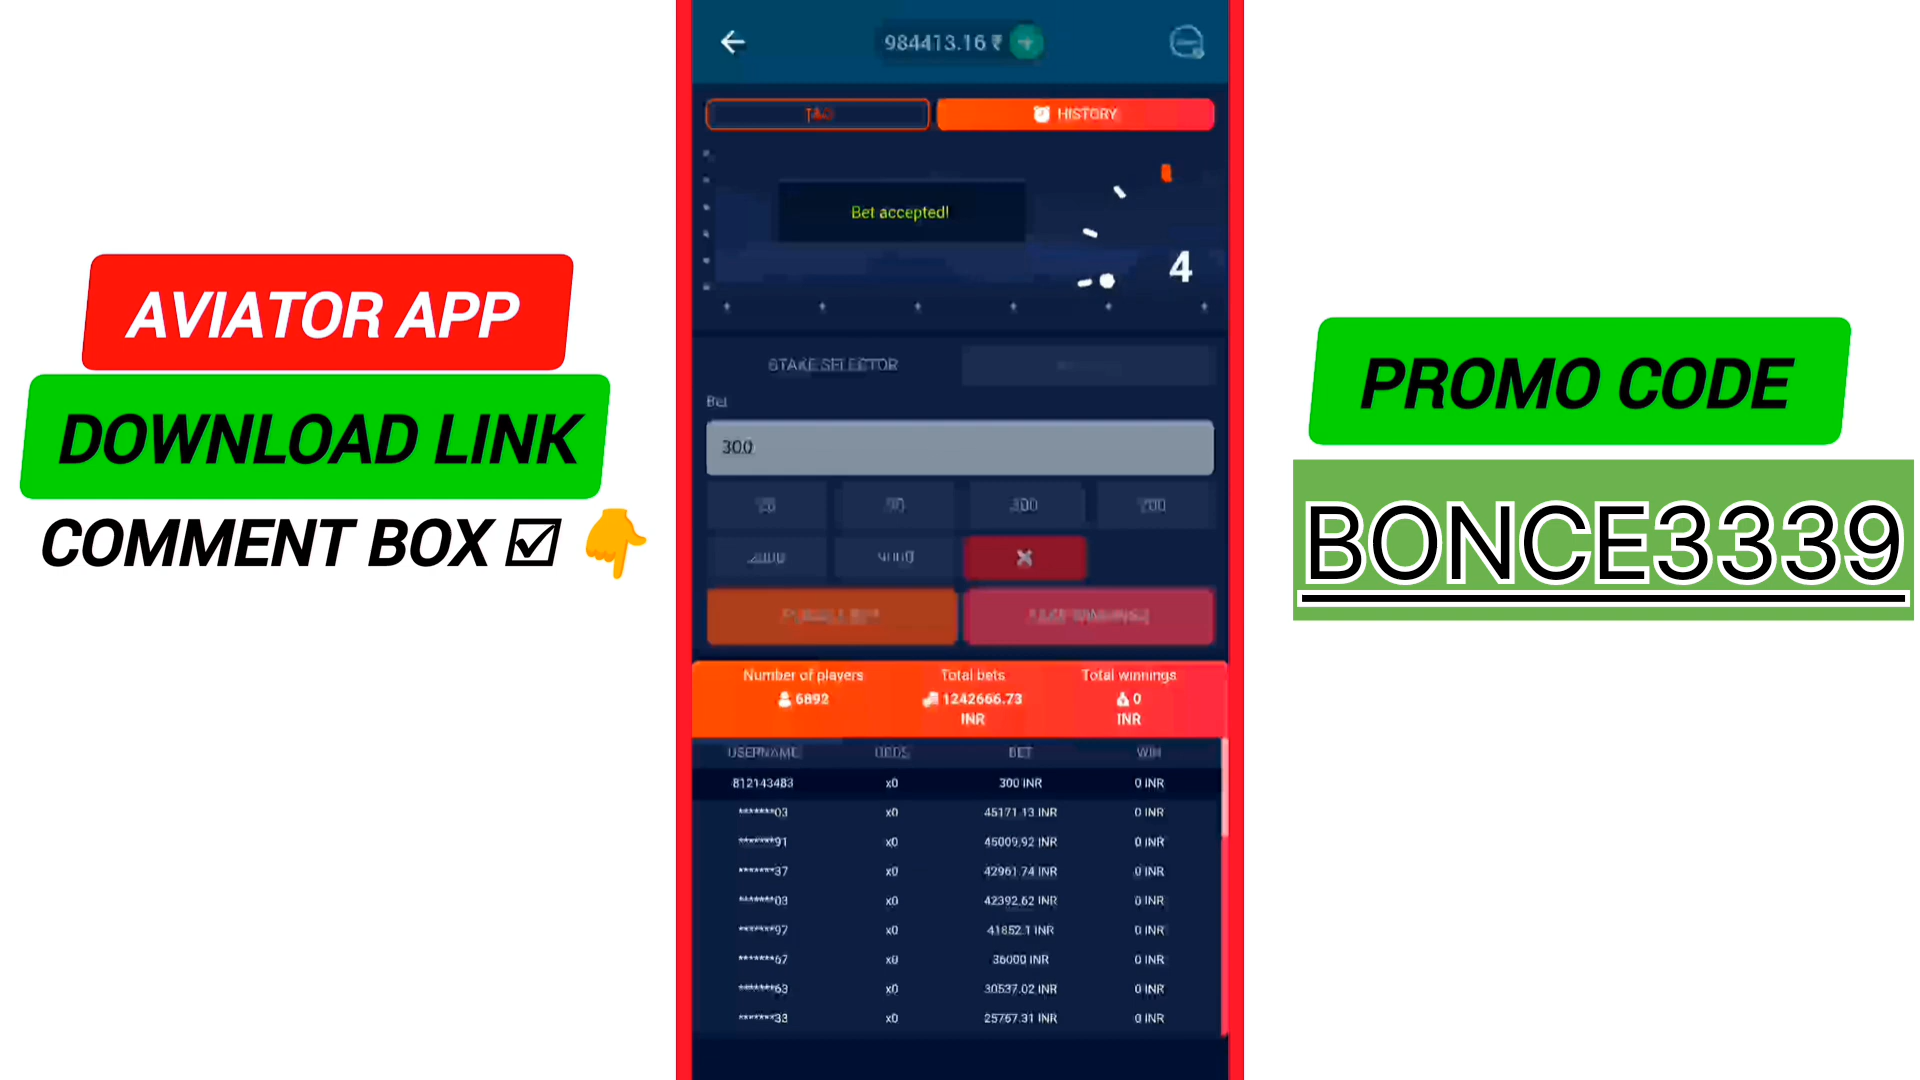 AVIATOR APP
DOWNLOAD LINK
COMMENT BOX ☑ 👇
984413.16 ₹ +
HISTORY
Bet accepted!
4
STAKE SELECTOR
Bet
300
300 700
Number of players
6892
Total bets
1242666.73
INR
Total winnings
0
INR
USERNAME ODDS BET WIN
812143483 x0 300 INR 0 INR
*******03 x0 45171.13 INR 0 INR
*******91 x0 45009.92 INR 0 INR
*******37 x0 42961.74 INR 0 INR
*******03 x0 42392.62 INR 0 INR
*******97 x0 41852.1 INR 0 INR
*******67 x0 36000 INR 0 INR
*******63 x0 30537.02 INR 0 INR
*******33 x0 25767.31 INR 0 INR
PROMO CODE
BONCE3339